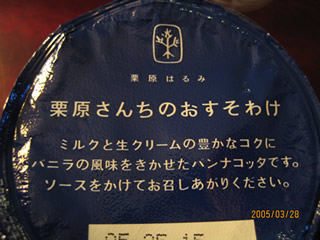 栗原はるみ
栗原さんちのおすそわけ
ミルクと生クリームの豊かなコクに
バニラの風味をきかせたパンナコッタです。
ソースをかけてお召しあがりください。
2005/03/28